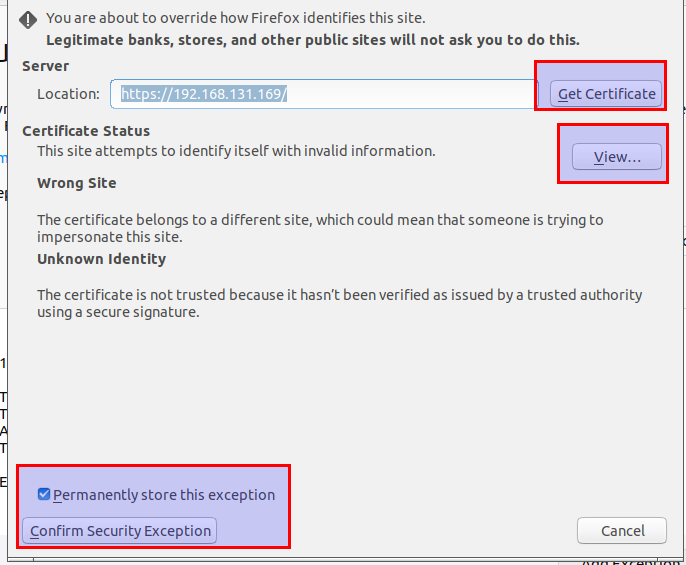 You are about to override how Firefox identifies this site.
Legitimate banks, stores, and other public sites will not ask you to do this.
Server
Location: https://192.168.131.169/ Get Certificate
Certificate Status
This site attempts to identify itself with invalid information. View…
Wrong Site
The certificate belongs to a different site, which could mean that someone is trying to
impersonate this site.
Unknown Identity
The certificate is not trusted because it hasn’t been verified as issued by a trusted authority
using a secure signature.
Permanently store this exception
Confirm Security Exception Cancel